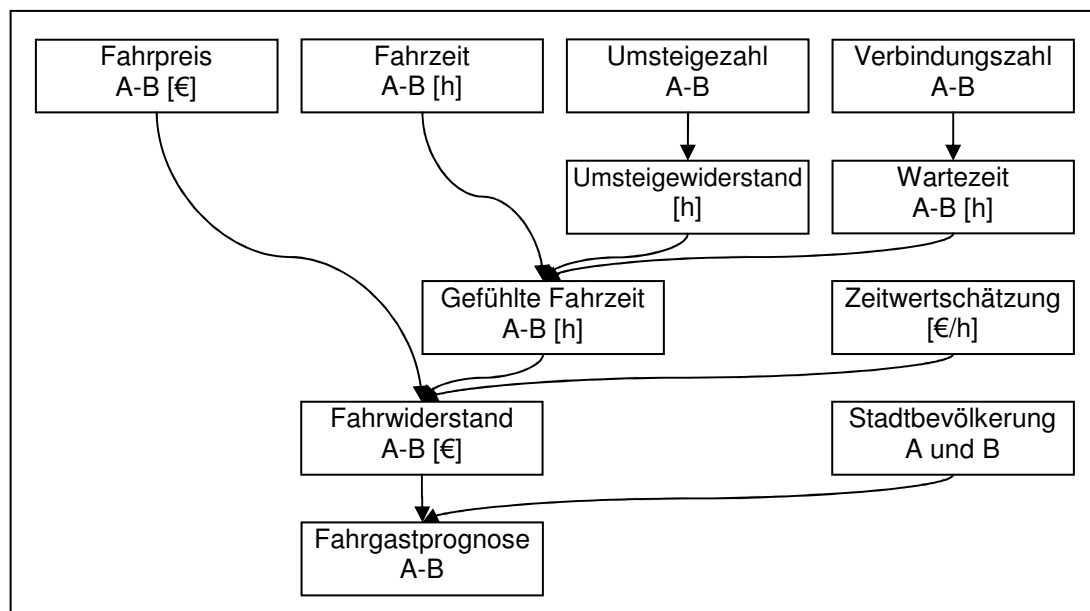 Fahrpreis
A-B [€]
Fahrzeit
A-B [h]
Umsteigezahl
A-B
Verbindungszahl
A-B
Umsteigewiderstand
[h]
Wartezeit
A-B [h]
Gefühlte Fahrzeit
A-B [h]
Zeitwertschätzung
[€/h]
Fahrwiderstand
A-B [€]
Stadtbevölkerung
A und B
Fahrgastprognose
A-B